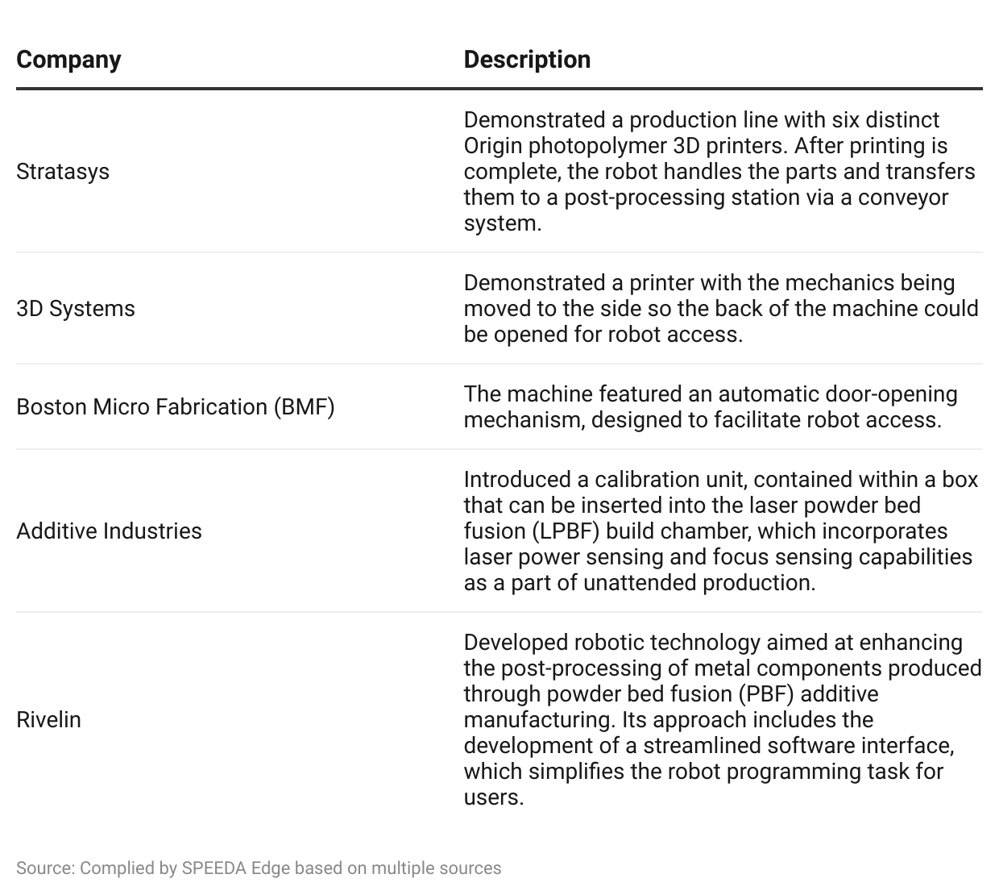 Company
Description
Stratasys
Demonstrated a production line with six distinct
Origin photopolymer 3D printers. After printing is
complete, the robot handles the parts and transfers
them to a post-processing station via a conveyor
system.
3D Systems
Demonstrated a printer with the mechanics being
moved to the side so the back of the machine could
be opened for robot access.
Boston Micro Fabrication (BMF)
The machine featured an automatic door-opening
mechanism, designed to facilitate robot access.
Additive Industries
Introduced a calibration unit, contained within a box
that can be inserted into the laser powder bed
fusion (LPBF) build chamber, which incorporates
laser power sensing and focus sensing capabilities
as a part of unattended production.
Rivelin
Developed robotic technology aimed at enhancing
the post-processing of metal components produced
through powder bed fusion (PBF) additive
manufacturing. Its approach includes the
development of a streamlined software interface,
which simplifies the robot programming task for
users.
Source: Complied by SPEEDA Edge based on multiple sources